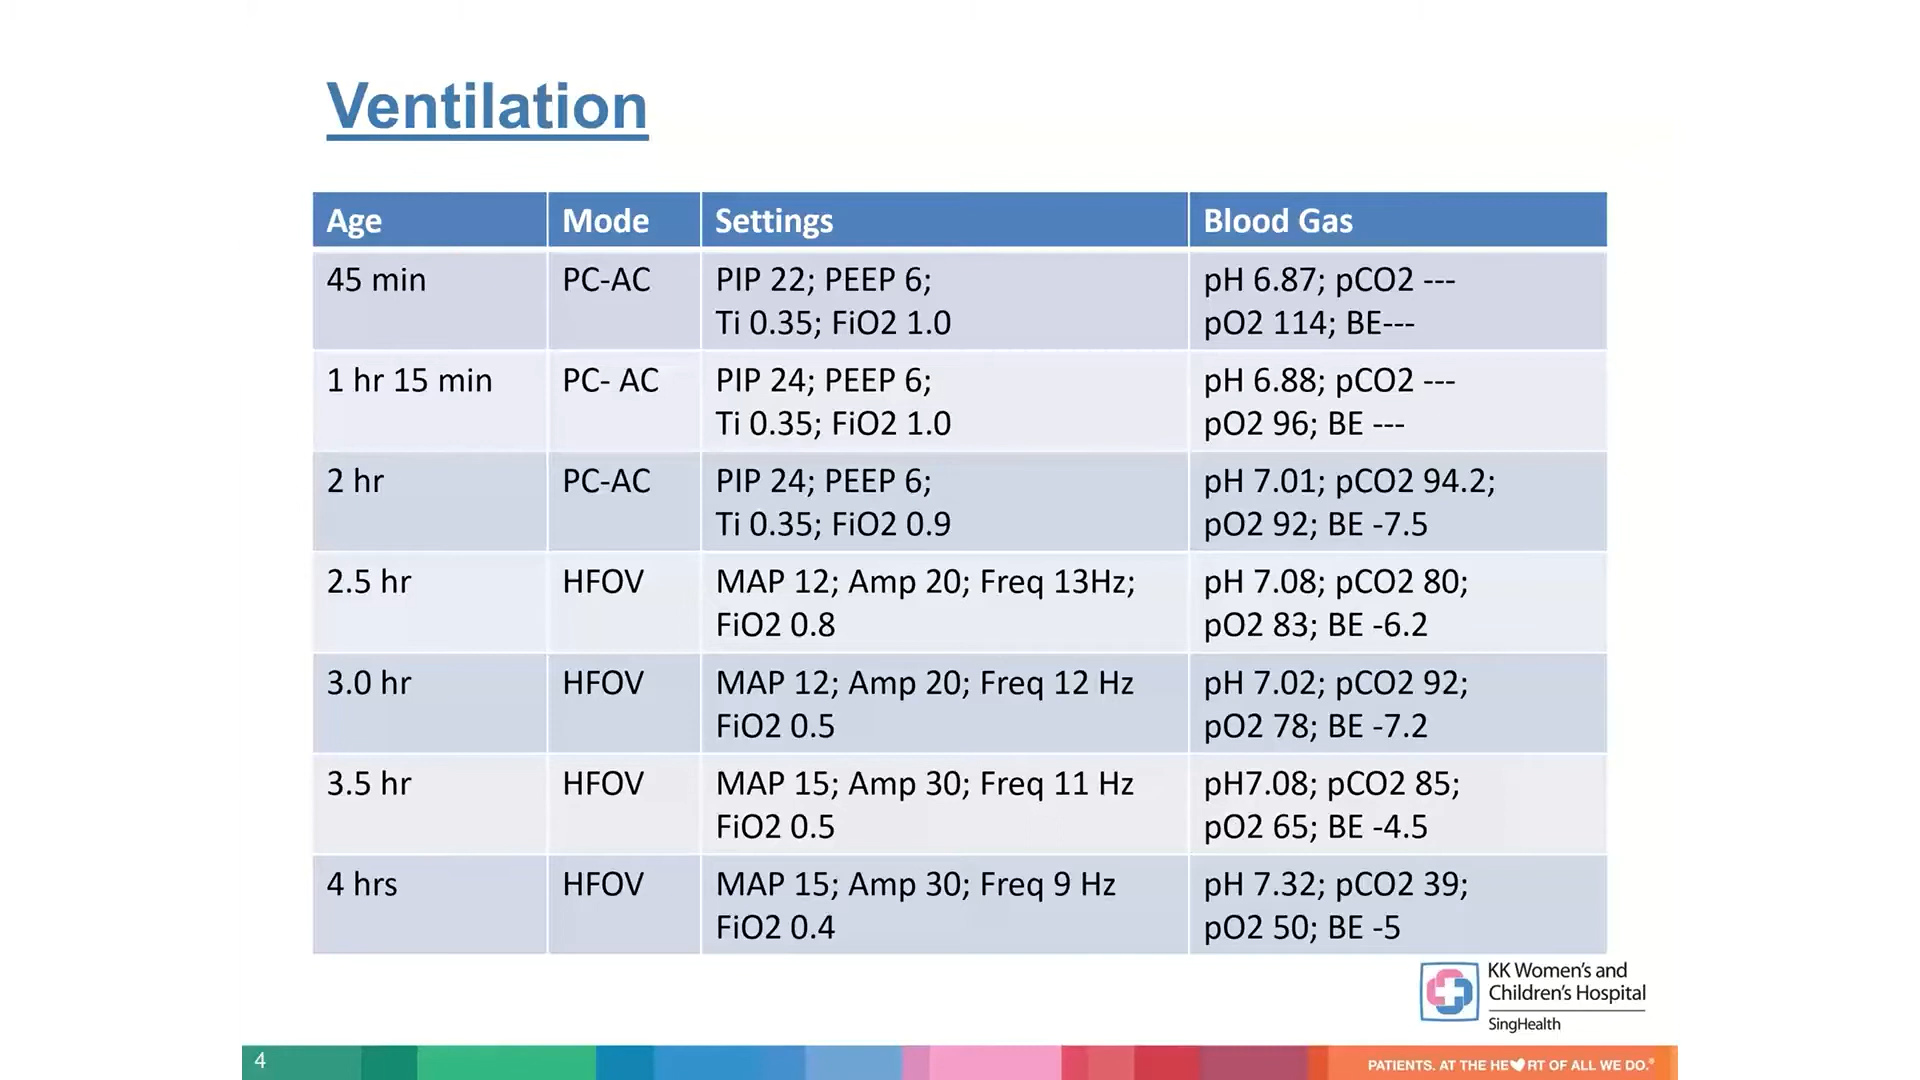 Ventilation
Age Mode Settings Blood Gas
45 min PC-AC PIP 22; PEEP 6; pH 6.87; pCO2 ---
Ti 0.35; FiO2 1.0 pO2 114; BE---
1 hr 15 min PC- AC PIP 24; PEEP 6; pH 6.88; pCO2 ---
Ti 0.35; FiO2 1.0 pO2 96; BE ---
2 hr PC-AC PIP 24; PEEP 6; pH 7.01; pCO2 94.2;
Ti 0.35; FiO2 0.9 pO2 92; BE -7.5
2.5 hr HFOV MAP 12; Amp 20; Freq 13Hz; pH 7.08; pCO2 80;
FiO2 0.8 pO2 83; BE -6.2
3.0 hr HFOV MAP 12; Amp 20; Freq 12 Hz pH 7.02; pCO2 92;
FiO2 0.5 pO2 78; BE -7.2
3.5 hr HFOV MAP 15; Amp 30; Freq 11 Hz pH7.08; pCO2 85;
FiO2 0.5 pO2 65; BE -4.5
4 hrs HFOV MAP 15; Amp 30; Freq 9 Hz pH 7.32; pCO2 39;
FiO2 0.4 pO2 50; BE -5
KK Women's and
Children's Hospital
SingHealth
4 PATIENTS. AT THE HE♥RT OF ALL WE DO.®